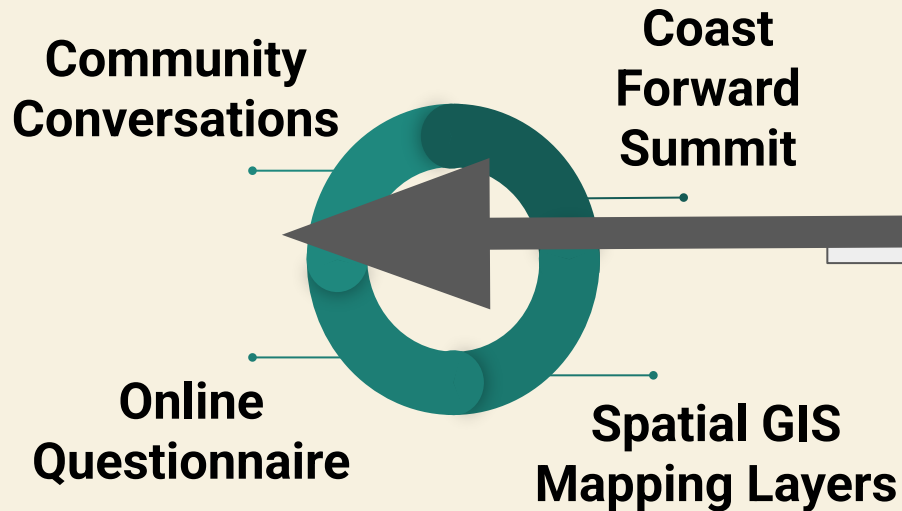 Community
Conversations
Coast
Forward
Summit
Online
Questionnaire
Spatial GIS
Mapping Layers